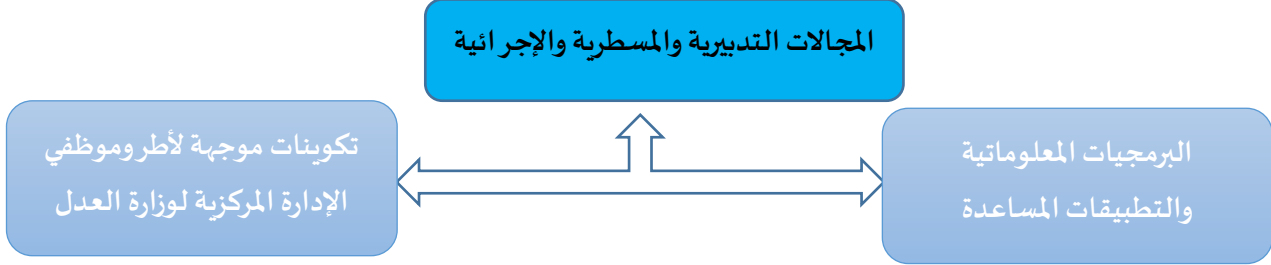 المجالات التدبيرية والمسطرية والإجرائية
البرمجيات المعلوماتية
والتطبيقات المساعدة
تكوينات موجهة لأطر وموظفي
الإدارة المركزية لوزارة العدل